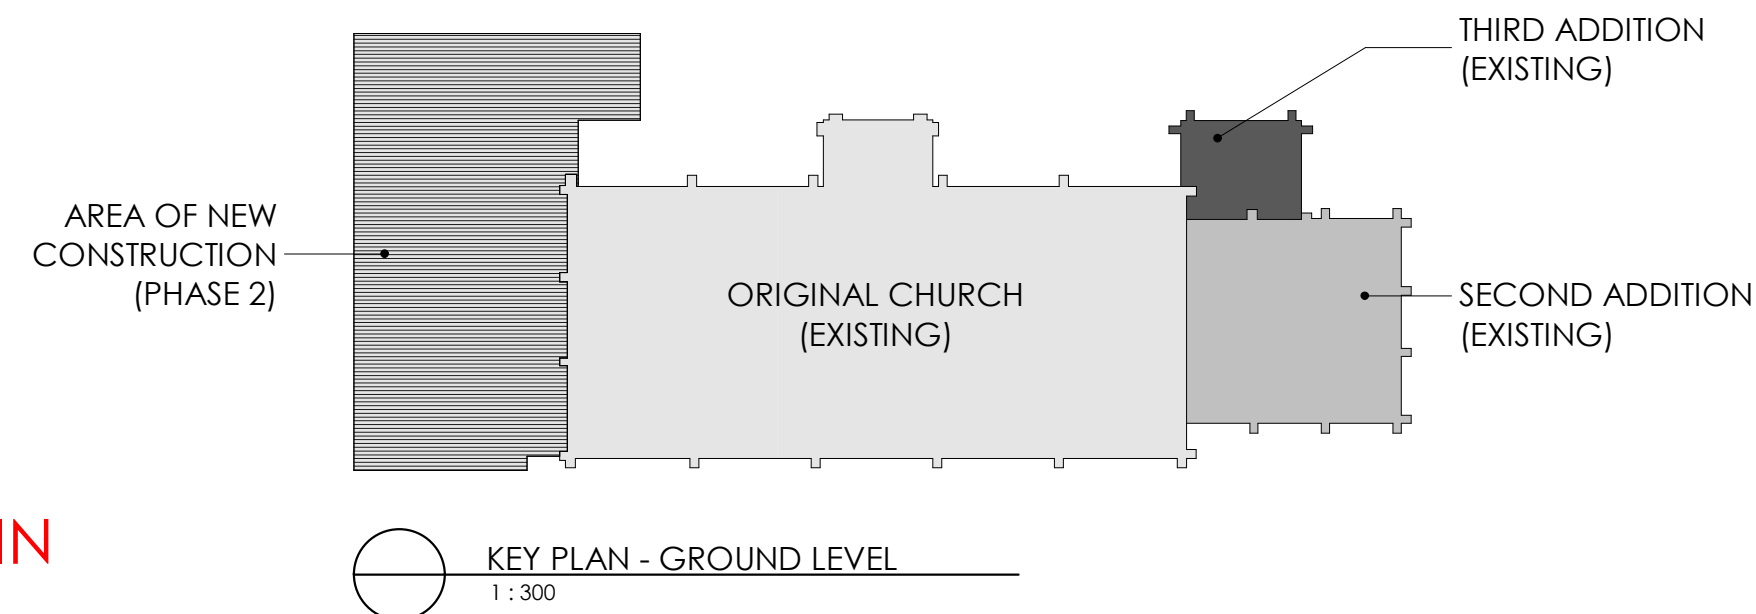 THIRD ADDITION
(EXISTING)
AREA OF NEW
CONSTRUCTION
(PHASE 2)
ORIGINAL CHURCH
(EXISTING)
SECOND ADDITION
(EXISTING)
IN
KEY PLAN - GROUND LEVEL
1 : 300